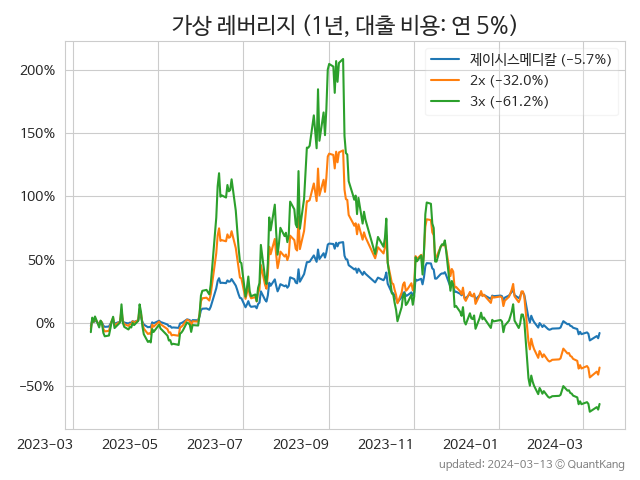 가상 레버리지 (1년, 대출 비용: 연 5%)
제이시스메디칼 (−5.7%)
2x (−32.0%)
3x (−61.2%)
200%
150%
100%
50%
0%
−50%
2023-03 2023-05 2023-07 2023-09 2023-11 2024-01 2024-03
updated: 2024-03-13 © QuantKang